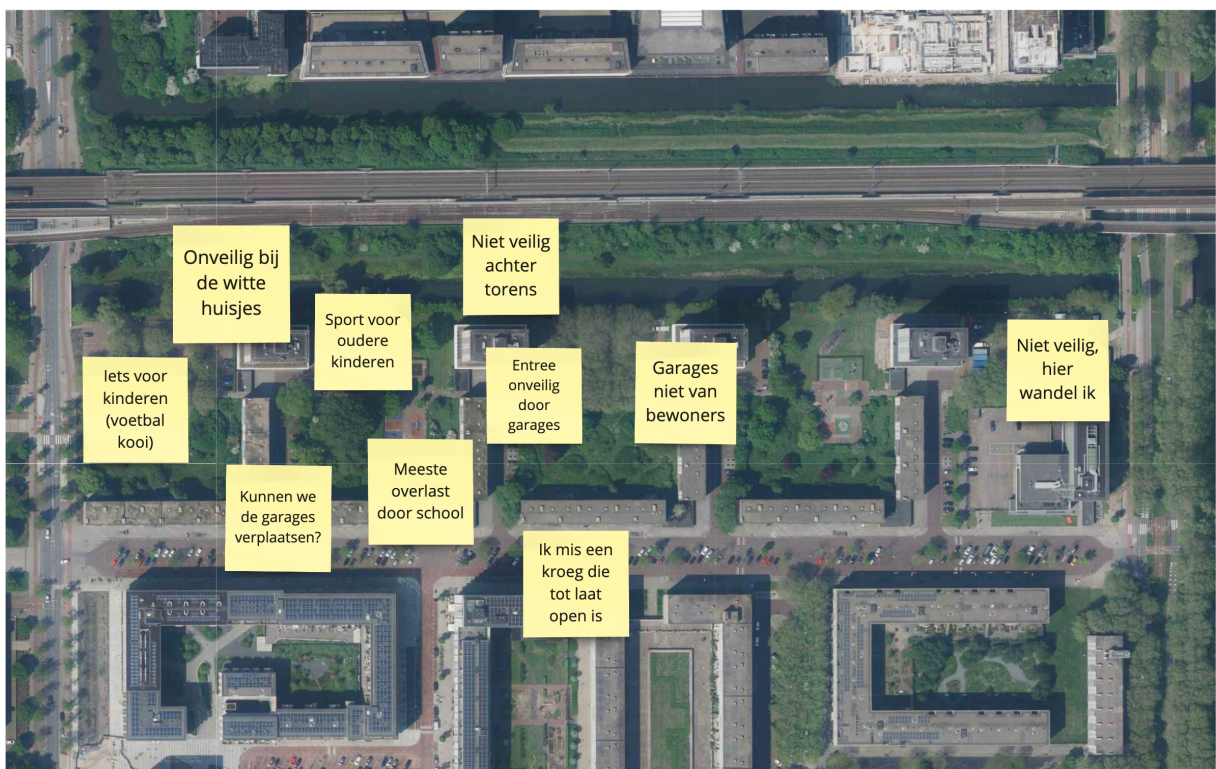 Onveilig bij
de witte
huisjes
Niet veilig
achter
torens
Sport voor
oudere
kinderen
Iets voor
kinderen
(voetbal
kooi)
Entree
onveilig
door
garages
Garages
niet van
bewoners
Niet veilig,
hier
wandel ik
Kunnen we
de garages
verplaatsen?
Meeste
overlast
door school
Ik mis een
kroeg die
tot laat
open is